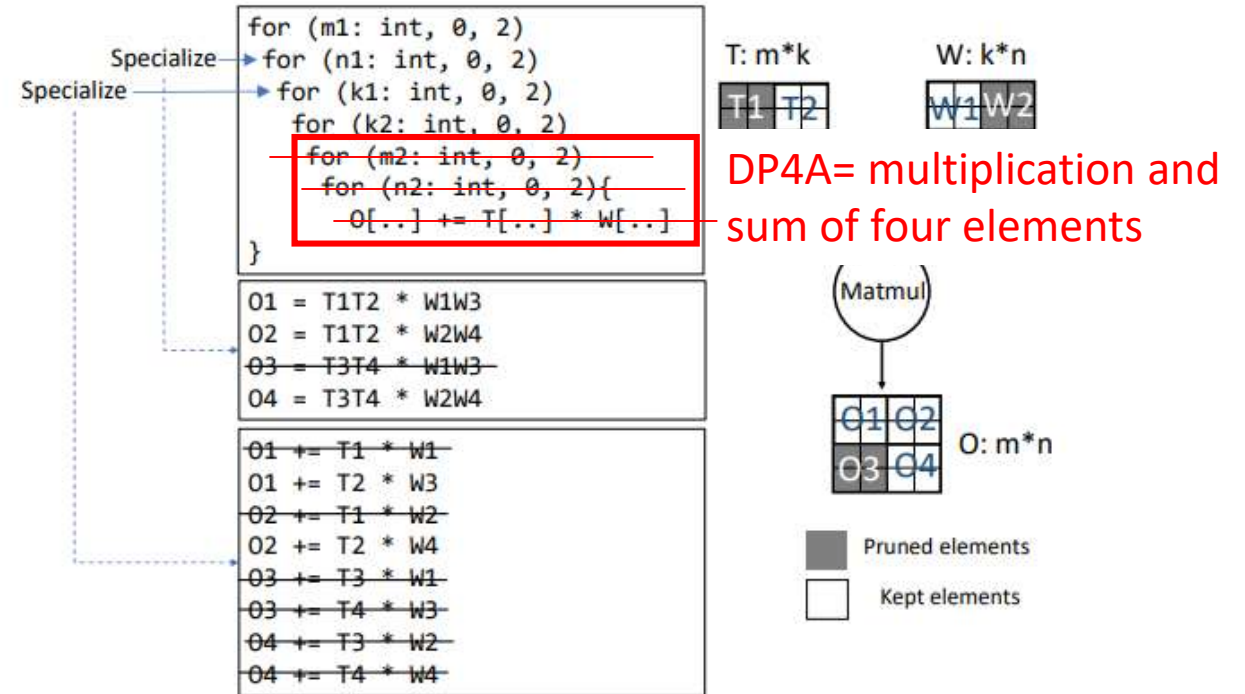 for (m1: int, 0, 2)
Specialize
for (n1: int, 0, 2)
Specialize
for (k1: int, 0, 2)
for (k2: int, 0, 2)
for (m2: int, 0, 2)
for (n2: int, 0, 2){
O[..] += T[..] * W[..]
}
T: m*k
W: k*n
T1 T2
W1 W2
DP4A= multiplication and
sum of four elements
O1 = T1T2 * W1W3
O2 = T1T2 * W2W4
O3 = T3T4 * W1W3
O4 = T3T4 * W2W4
Matmul
O1 O2
O3 O4
O: m*n
O1 += T1 * W1
O1 += T2 * W3
O2 += T1 * W2
O2 += T2 * W4
O3 += T3 * W1
O3 += T4 * W3
O4 += T3 * W2
O4 += T4 * W4
Pruned elements
Kept elements